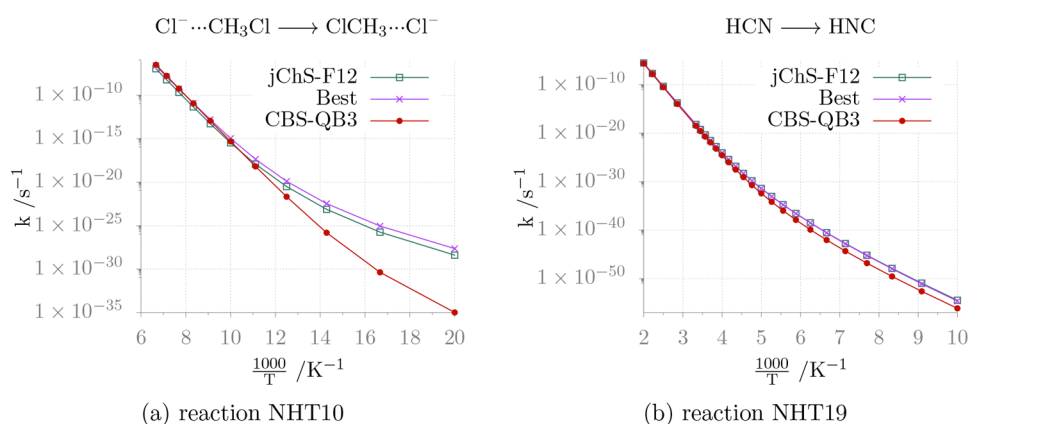 Cl⁻···CH₃Cl ⟶ ClCH₃···Cl⁻
jChS-F12
Best
CBS-QB3
1 × 10⁻¹⁰
1 × 10⁻¹⁵
1 × 10⁻²⁰
1 × 10⁻²⁵
1 × 10⁻³⁰
1 × 10⁻³⁵
k /s⁻¹
6 8 10 12 14 16 18 20
1000/T /K⁻¹
(a) reaction NHT10
HCN ⟶ HNC
jChS-F12
Best
CBS-QB3
1 × 10⁻¹⁰
1 × 10⁻²⁰
1 × 10⁻³⁰
1 × 10⁻⁴⁰
1 × 10⁻⁵⁰
k /s⁻¹
2 3 4 5 6 7 8 9 10
1000/T /K⁻¹
(b) reaction NHT19